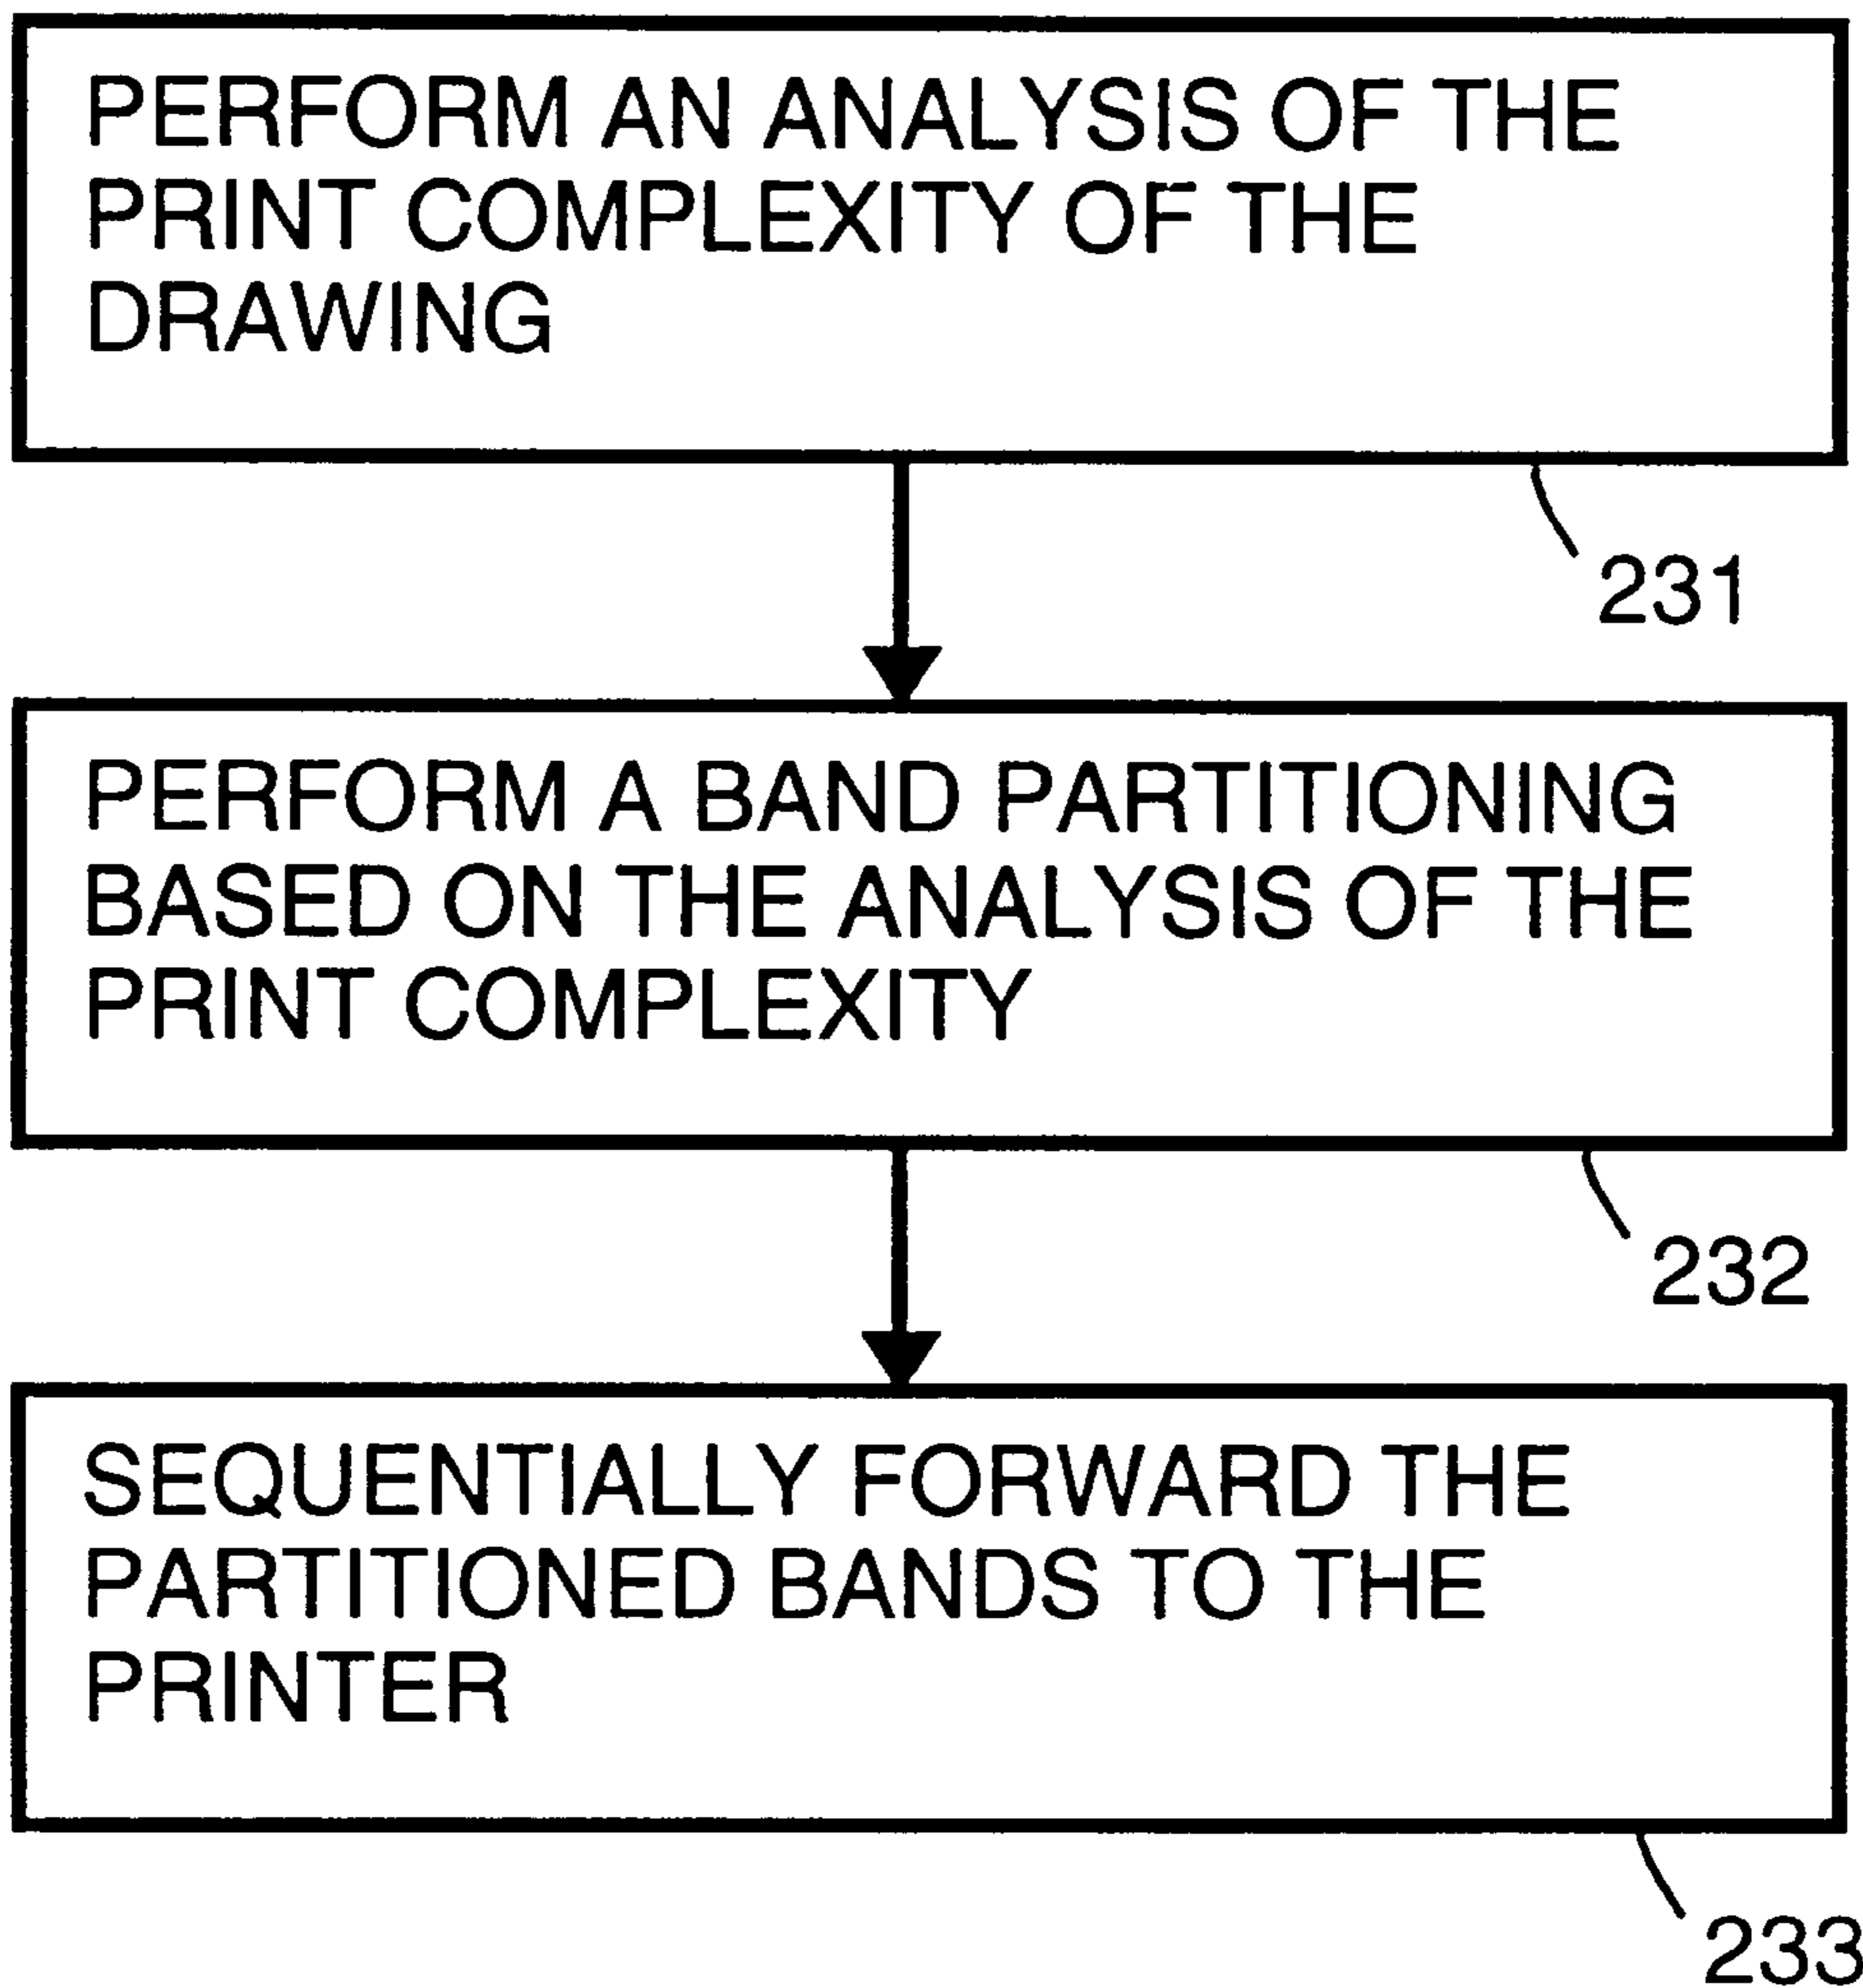 PERFORM AN ANALYSIS OF THE
PRINT COMPLEXITY OF THE
DRAWING
231
PERFORM A BAND PARTITIONING
BASED ON THE ANALYSIS OF THE
PRINT COMPLEXITY
232
SEQUENTIALLY FORWARD THE
PARTITIONED BANDS TO THE
PRINTER
233